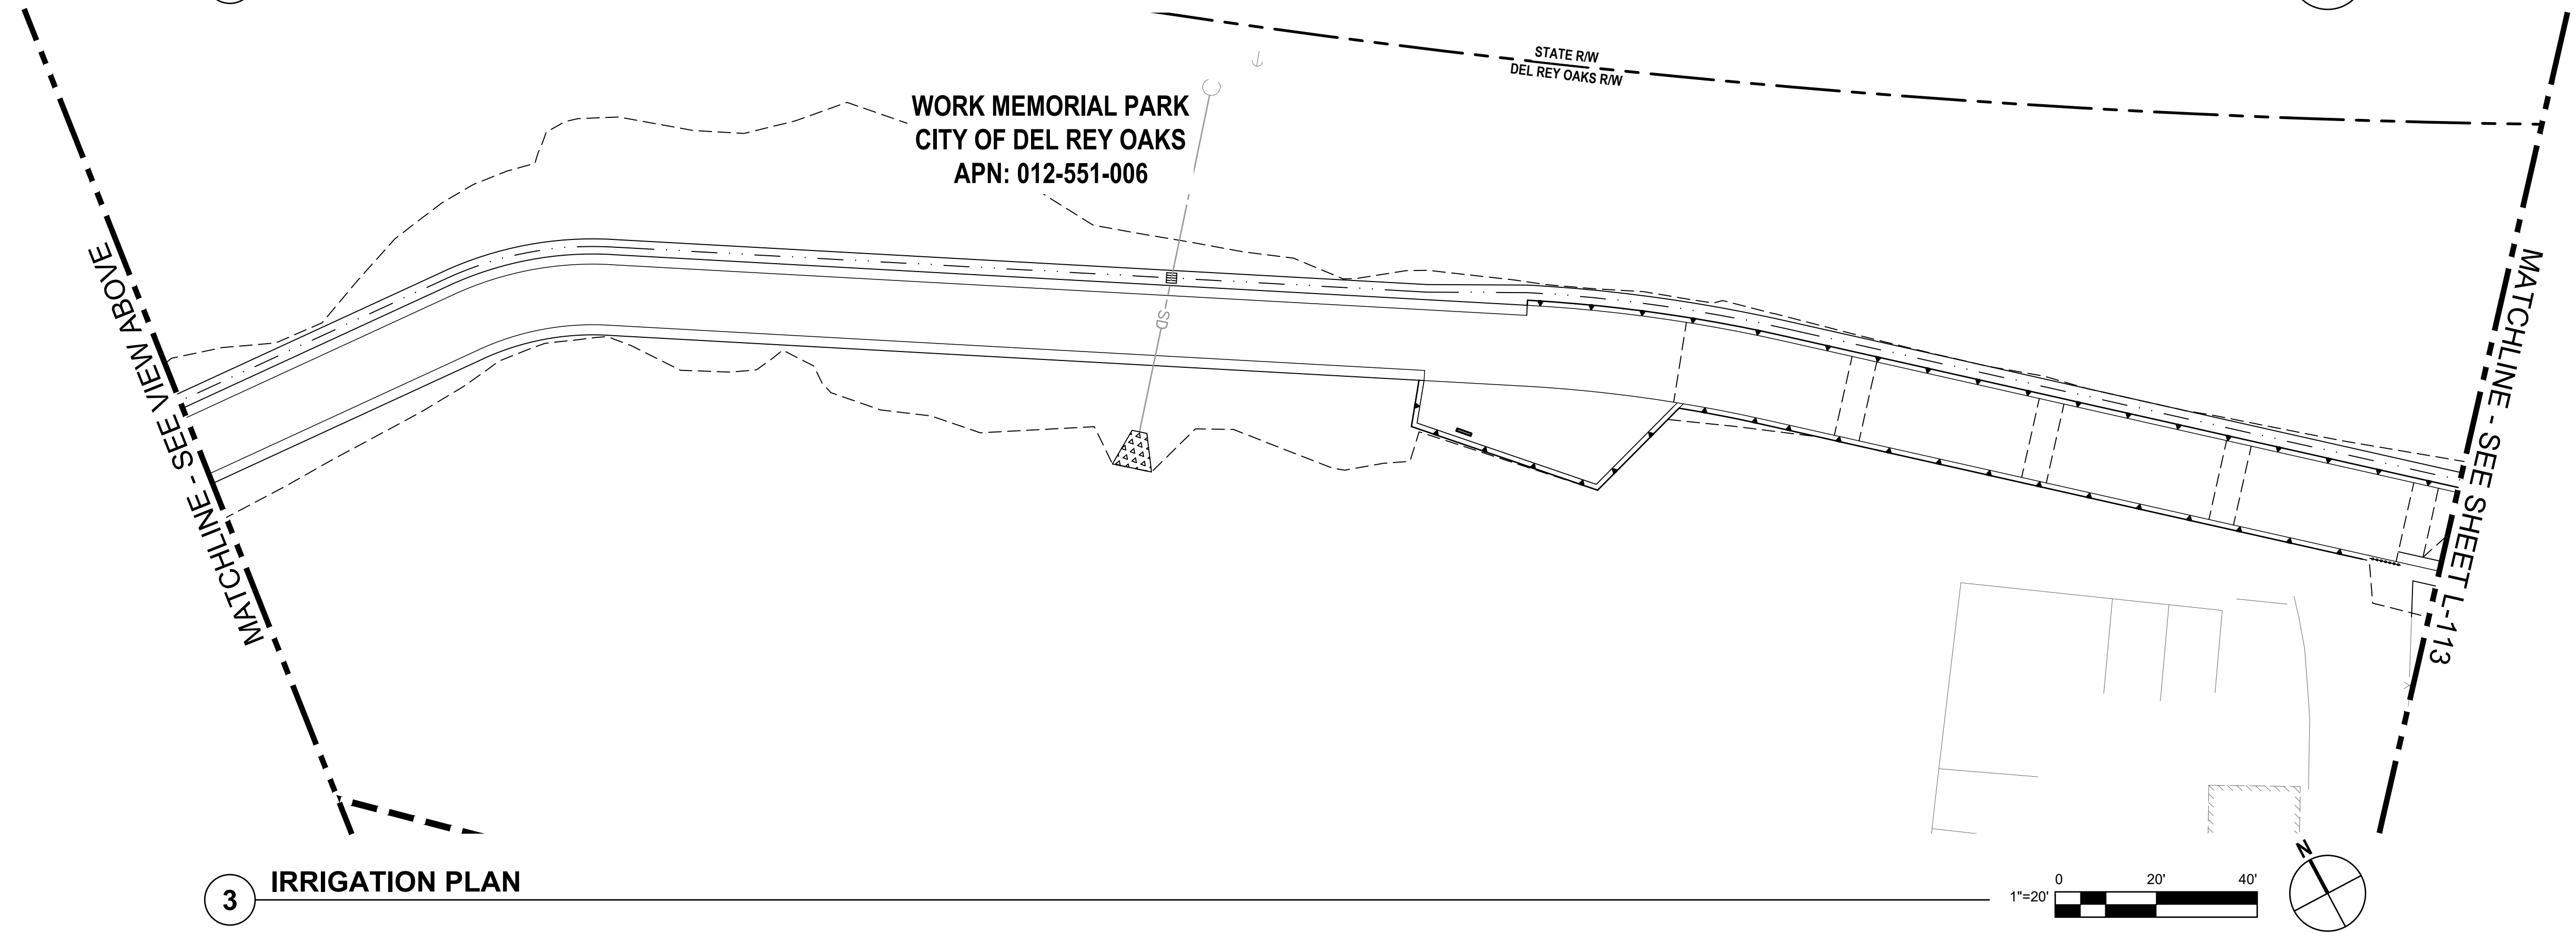 STATE R/W
DEL REY OAKS R/W
WORK MEMORIAL PARK
CITY OF DEL REY OAKS
APN: 012-551-006
MATCHLINE - SEE VIEW ABOVE
SD
MATCHLINE - SEE SHEET L-113
3
IRRIGATION PLAN
1"=20'
0 20' 40'
N